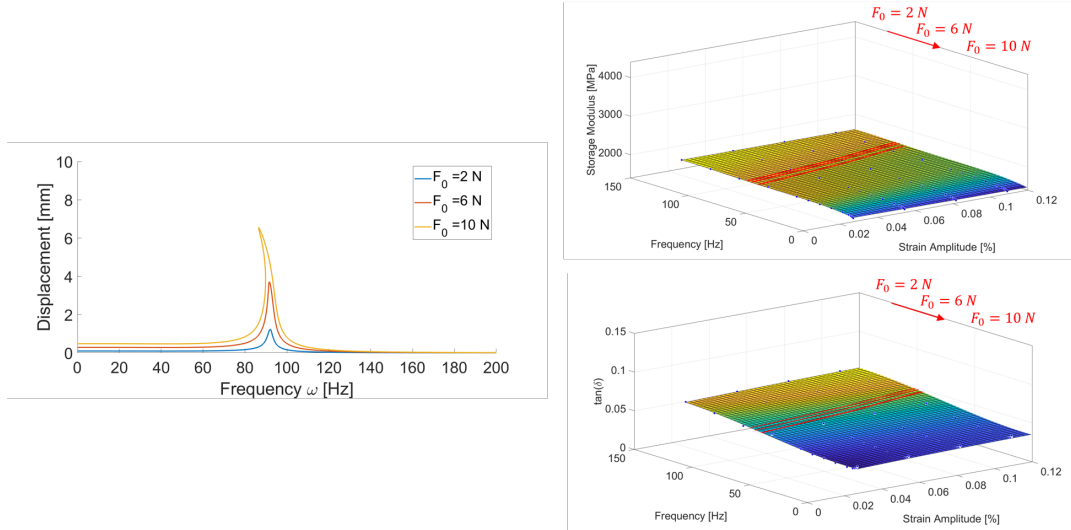 10
8
6
4
2
0
Displacement [mm]
F0 =2 N
F0 =6 N
F0 =10 N
0 20 40 60 80 100 120 140 160 180 200
Frequency ω [Hz]
F0 = 2 N
F0 = 6 N
F0 = 10 N
Storage Modulus [MPa]
4000
3000
2000
150
100
50
0
Frequency [Hz]
0
0.02
0.04
0.06
0.08
0.1
0.12
Strain Amplitude [%]
F0 = 2 N
F0 = 6 N
F0 = 10 N
tan(δ)
0.15
0.1
0.05
0
150
100
50
0
Frequency [Hz]
0
0.02
0.04
0.06
0.08
0.1
0.12
Strain Amplitude [%]